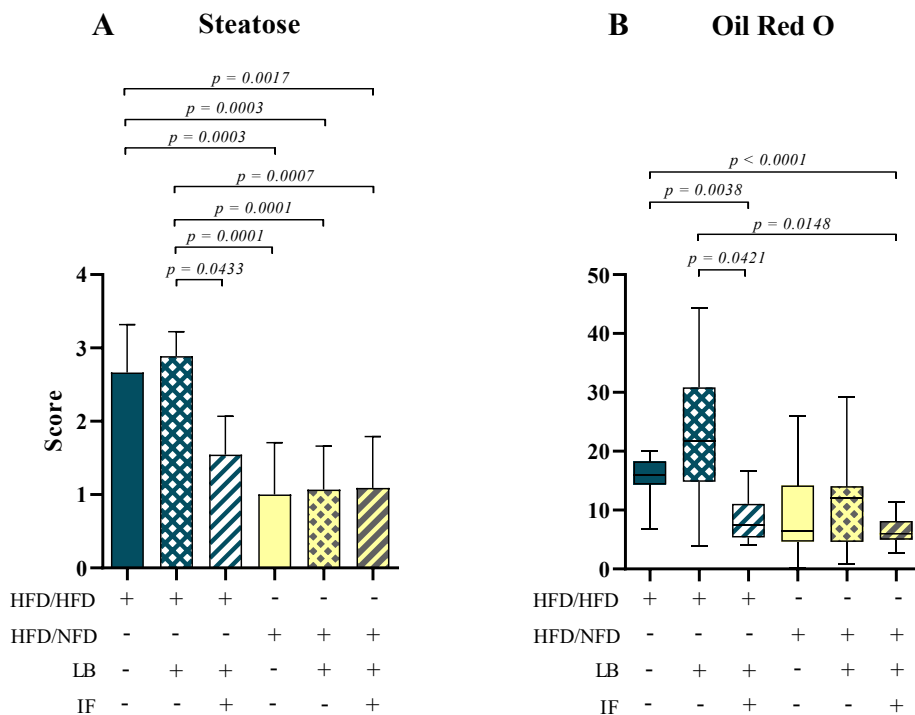 A Steatose
p = 0.0017
p = 0.0003
p = 0.0003
p = 0.0007
p = 0.0001
p = 0.0001
p = 0.0433
Score
4
3
2
1
0
HFD/HFD + + + - - -
HFD/NFD - - - + + +
LB - + + - + +
IF - - + - - +
B Oil Red O
p < 0.0001
p = 0.0038
p = 0.0148
p = 0.0421
50
40
30
20
10
0
HFD/HFD + + + - - -
HFD/NFD - - - + + +
LB - + + - + +
IF - - + - - +